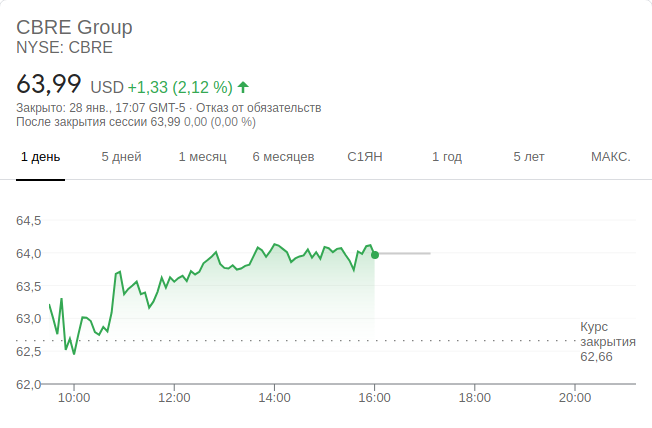 CBRE Group
NYSE: CBRE
63,99 USD +1,33 (2,12 %)
Закрыто: 28 янв., 17:07 GMT-5 · Отказ от обязательств
После закрытия сессии 63,99 0,00 (0,00 %)
1 день 5 дней 1 месяц 6 месяцев С1ЯН 1 год 5 лет МАКС.
64,5
64,0
63,5
63,0
62,5
62,0
Курс
закрытия
62,66
10:00 12:00 14:00 16:00 18:00 20:00